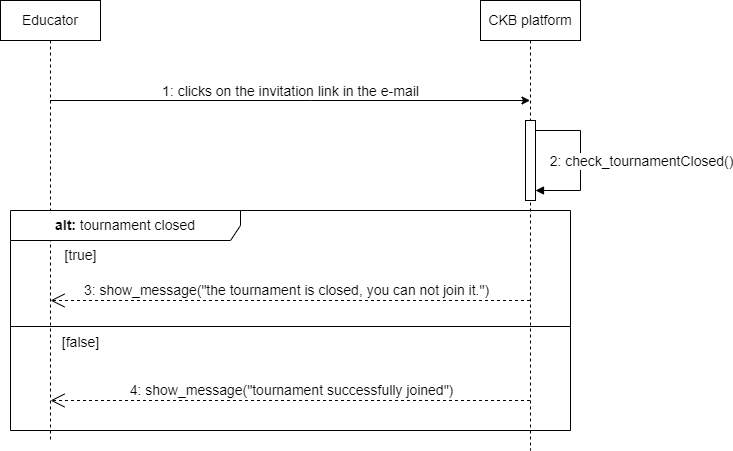 Educator
CKB platform
1: clicks on the invitation link in the e-mail
2: check_tournamentClosed()
alt: tournament closed
[true]
3: show_message("the tournament is closed, you can not join it.")
[false]
4: show_message("tournament successfully joined")